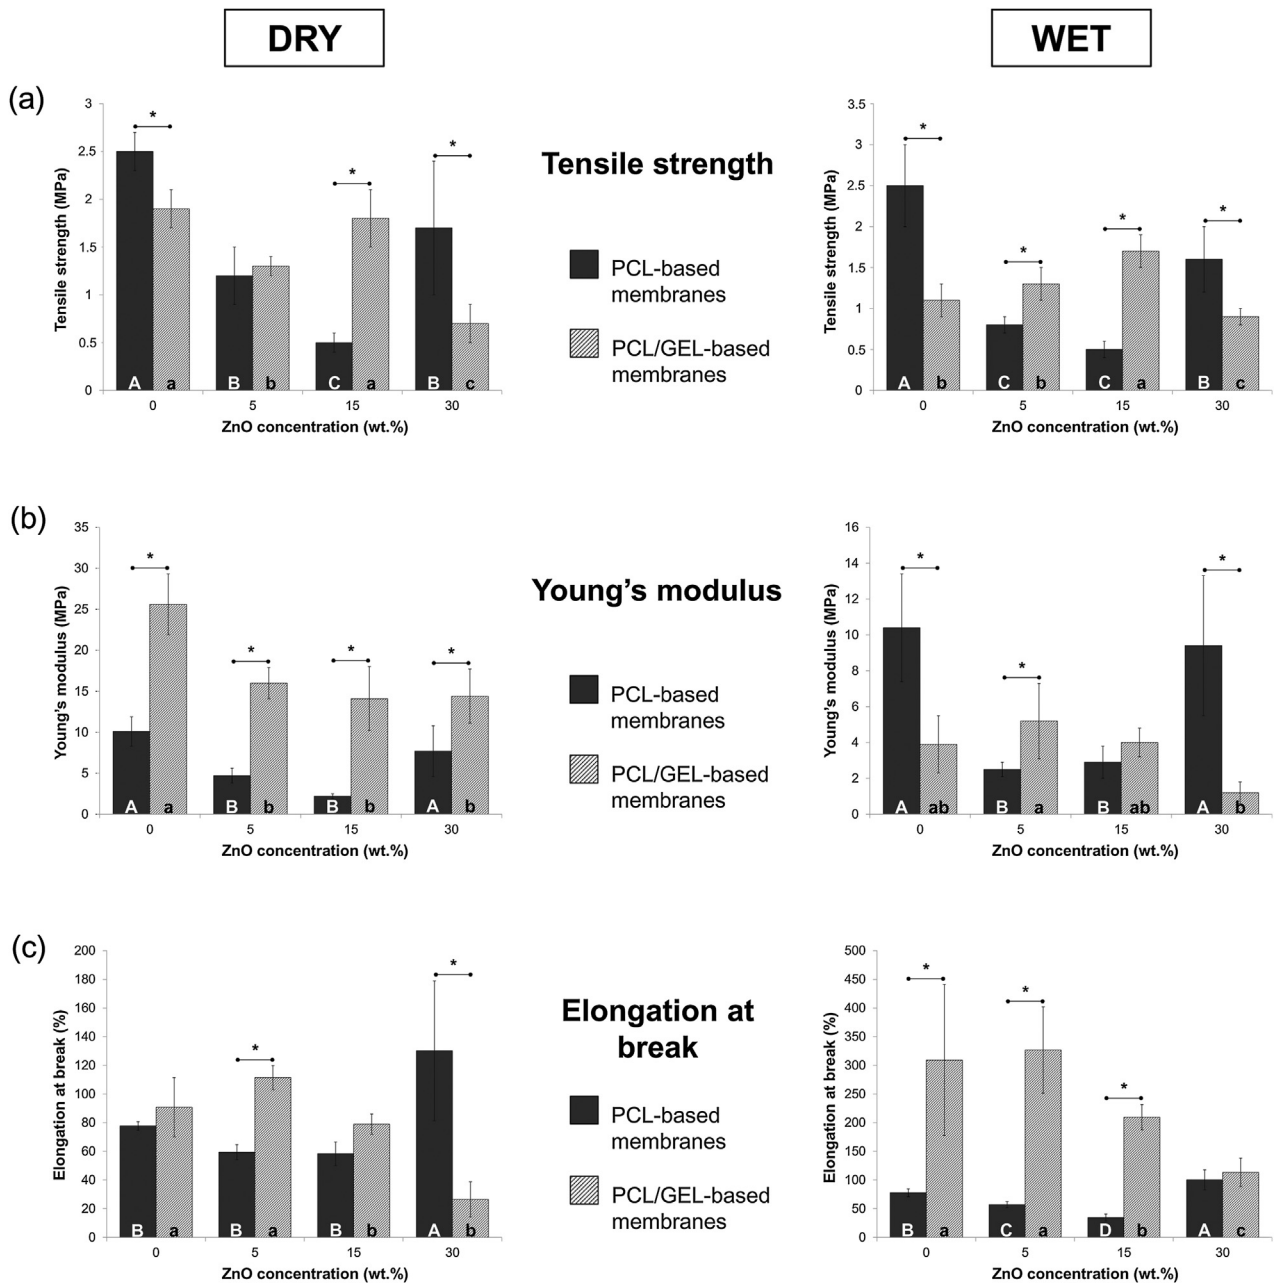 DRY
WET
(a)
Tensile strength (MPa)
3
2.5
2
1.5
1
0.5
0
*
*
*
A a B b C a B c
0 5 15 30
ZnO concentration (wt.%)
Tensile strength
PCL-based
membranes
PCL/GEL-based
membranes
Tensile strength (MPa)
3.5
3
2.5
2
1.5
1
0.5
0
*
*
*
*
A b C b C a B c
0 5 15 30
ZnO concentration (wt.%)
(b)
Young's modulus (MPa)
35
30
25
20
15
10
5
0
*
*
*
*
A a B b B b A b
0 5 15 30
ZnO concentration (wt.%)
Young's modulus
PCL-based
membranes
PCL/GEL-based
membranes
Young's modulus (MPa)
16
14
12
10
8
6
4
2
0
*
*
*
A ab B a B ab A b
0 5 15 30
ZnO concentration (wt.%)
(c)
Elongation at break (%)
200
180
160
140
120
100
80
60
40
20
0
*
*
B a B a B b A b
0 5 15 30
ZnO concentration (wt.%)
Elongation at
break
PCL-based
membranes
PCL/GEL-based
membranes
Elongation at break (%)
500
450
400
350
300
250
200
150
100
50
0
*
*
*
B a C a D b A c
0 5 15 30
ZnO concentration (wt.%)